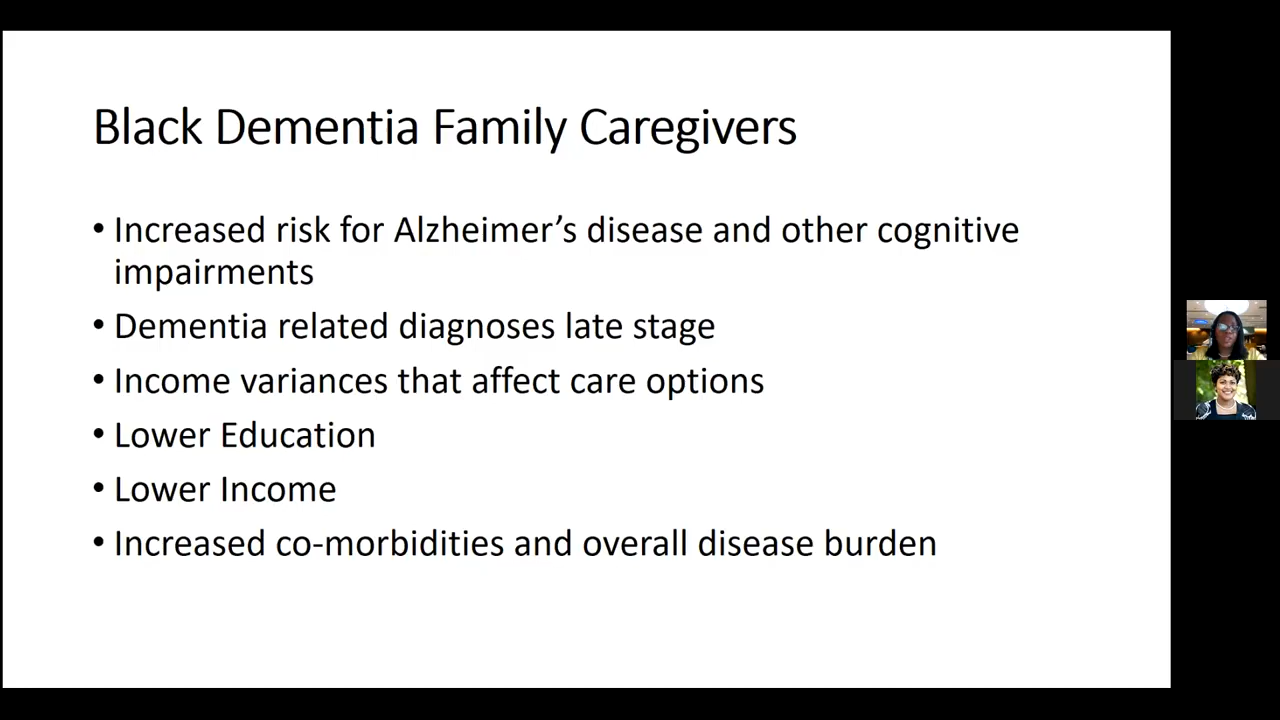 Black Dementia Family Caregivers
• Increased risk for Alzheimer’s disease and other cognitive
impairments
• Dementia related diagnoses late stage
• Income variances that affect care options
• Lower Education
• Lower Income
• Increased co-morbidities and overall disease burden